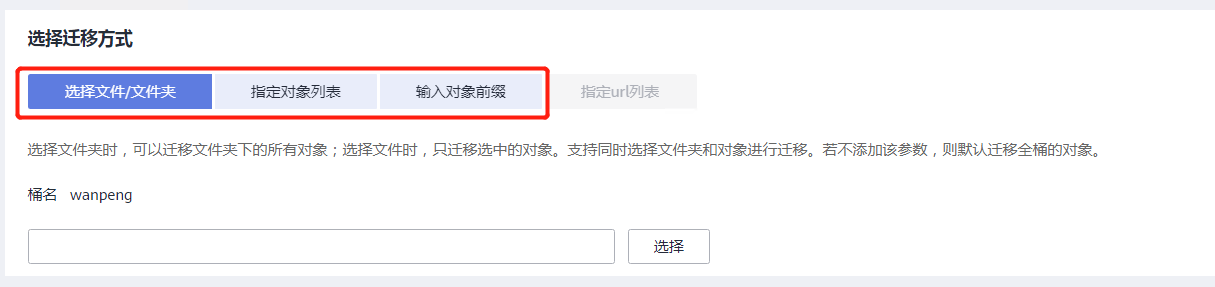 选择迁移方式
选择文件/文件夹 指定对象列表 输入对象前缀 指定url列表
选择文件夹时，可以迁移文件夹下的所有对象；选择文件时，只迁移选中的对象。支持同时选择文件夹和对象进行迁移。若不添加该参数，则默认迁移全桶的对象。
桶名 wanpeng
选择